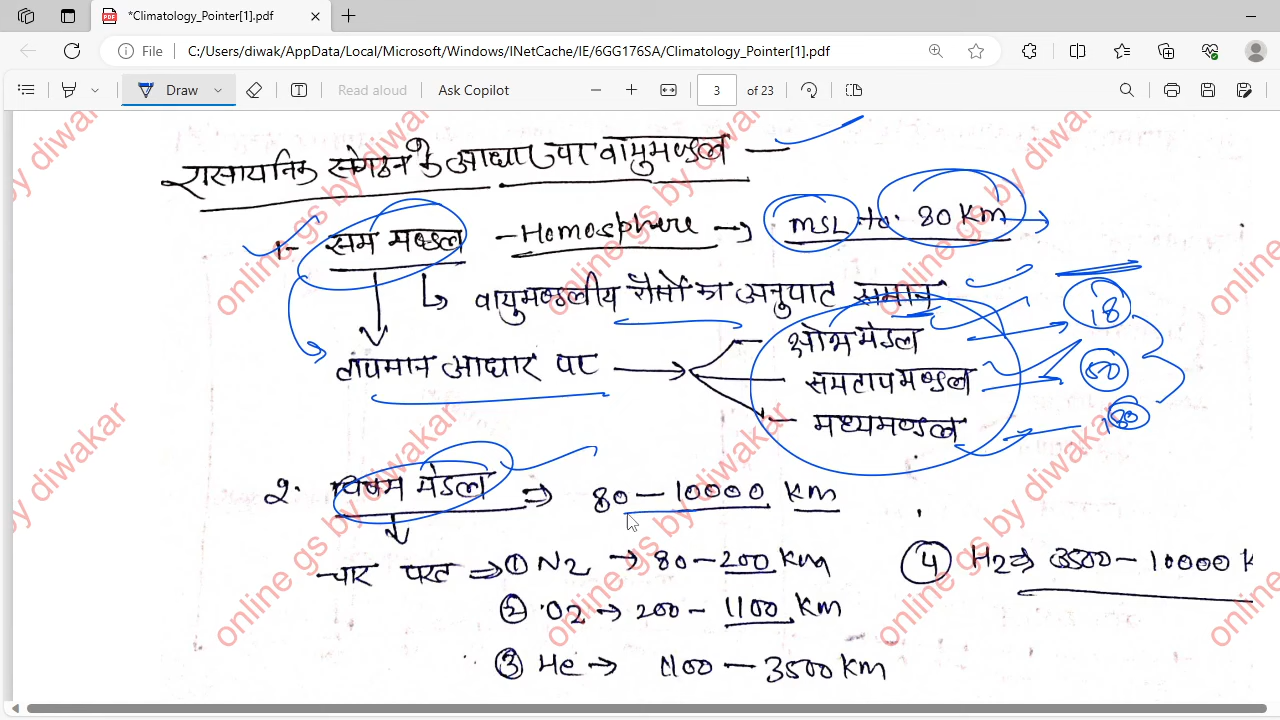 *Climatology_Pointer[1].pdf
File C:/Users/diwak/AppData/Local/Microsoft/Windows/INetCache/IE/6GG176SA/Climatology_Pointer[1].pdf
Draw Read aloud Ask Copilot 3 of 23
रासायनिक संगठन के आधार पर वायुमण्डल —
1- सम मण्डल - Homosphere → MSL to 80 Km
वायुमण्डलीय गैसों का अनुपात समान
18
तापमान आधार पर → क्षोभ मंडल
समताप मण्डल 50
मध्यमण्डल 80
2. विषम मंडल ⇒ 80 — 10000 km
चार परत ⇒ ① N2 → 80 - 200 Km
④ H2 ⇒ 3500 - 10000 K
② O2 → 200 - 1100 Km
③ He → 1100 — 3500 Km
online gs by diwakar